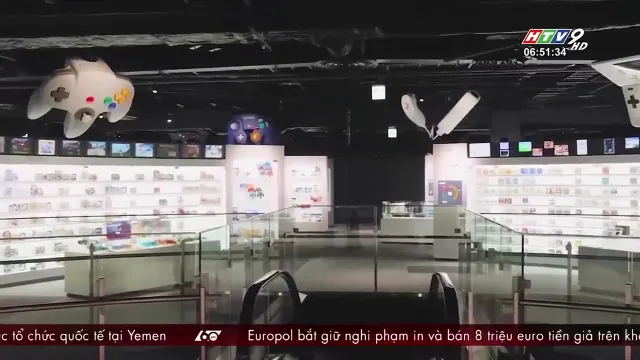 HTV9
HD
06:51:34
c tổ chức quốc tế tại Yemen
60
Europol bắt giữ nghi phạm in và bán 8 triệu euro tiền giả trên kh